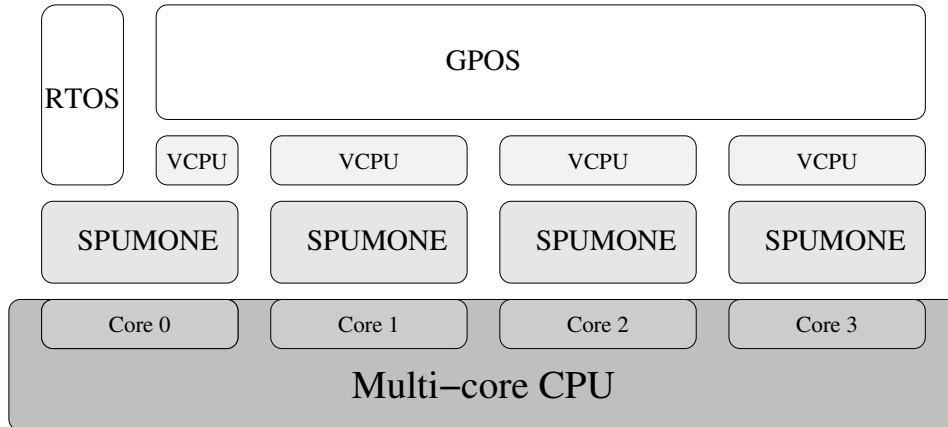 GPOS
RTOS
VCPU VCPU VCPU VCPU
SPUMONE SPUMONE SPUMONE SPUMONE
Core 0 Core 1 Core 2 Core 3
Multi−core CPU